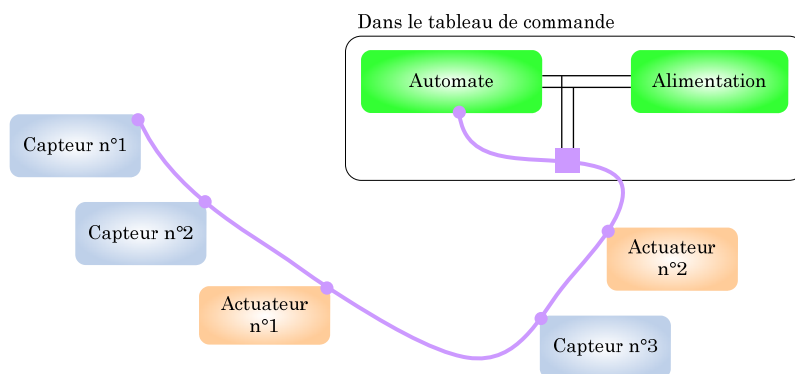 Dans le tableau de commande
Automate
Alimentation
Capteur n°1
Capteur n°2
Actuateur
n°2
Actuateur
n°1
Capteur n°3